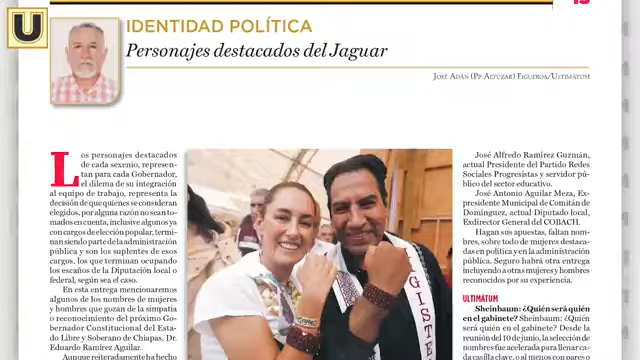 U
15
IDENTIDAD POLÍTICA
Personajes destacados del Jaguar
José Adán (Pp Altúzar) Figueroa/Ultimátum
Los personajes destacados
de cada sexenio, represen-
tan para cada Gobernador,
el dilema de su integración
al equipo de trabajo, representa la
decisión de que quienes se consideran
elegidos, por alguna razón no sean to-
mados en cuenta, inclusive algunos ya
con cargos de elección popular, termi-
nan siendo parte de la administración
pública y son los suplentes de esos
cargos, los que terminan ocupando
los escaños de la Diputación local o
federal, según sea el caso.
En esta entrega mencionaremos
algunos de los nombres de mujeres
y hombres que gozan de la simpatía
o reconocimiento del próximo Gober-
nador Constitucional del Estado
Libre y Soberano de Chiapas, Dr.
Eduardo Ramírez Aguilar.
Aunque reiteradamente ha hecho
GISTE
José Alfredo Ramírez Guzmán,
actual Presidente del Partido Redes
Sociales Progresistas y servidor
público del sector educativo.
José Antonio Aguilar Meza, Ex-
presidente Municipal de Comitán de
Domínguez, actual Diputado local,
Exdirector General del COBACH.
Hagan sus apuestas, faltan nom-
bres, sobre todo de mujeres destaca-
das en política y en la administración
pública. Seguro habrá otra entrega
incluyendo a otras mujeres y hombres
reconocidos por su experiencia.
ULTIMÁTUM
Sheinbaum: ¿Quién será quién
en el gabinete? Sheinbaum: ¿Quién
será quién en el gabinete? Desde la
reunión del 10 de junio, la selección de
nombres fue acelerada para llenar ca-
da casilla clave, o al menos con pares o